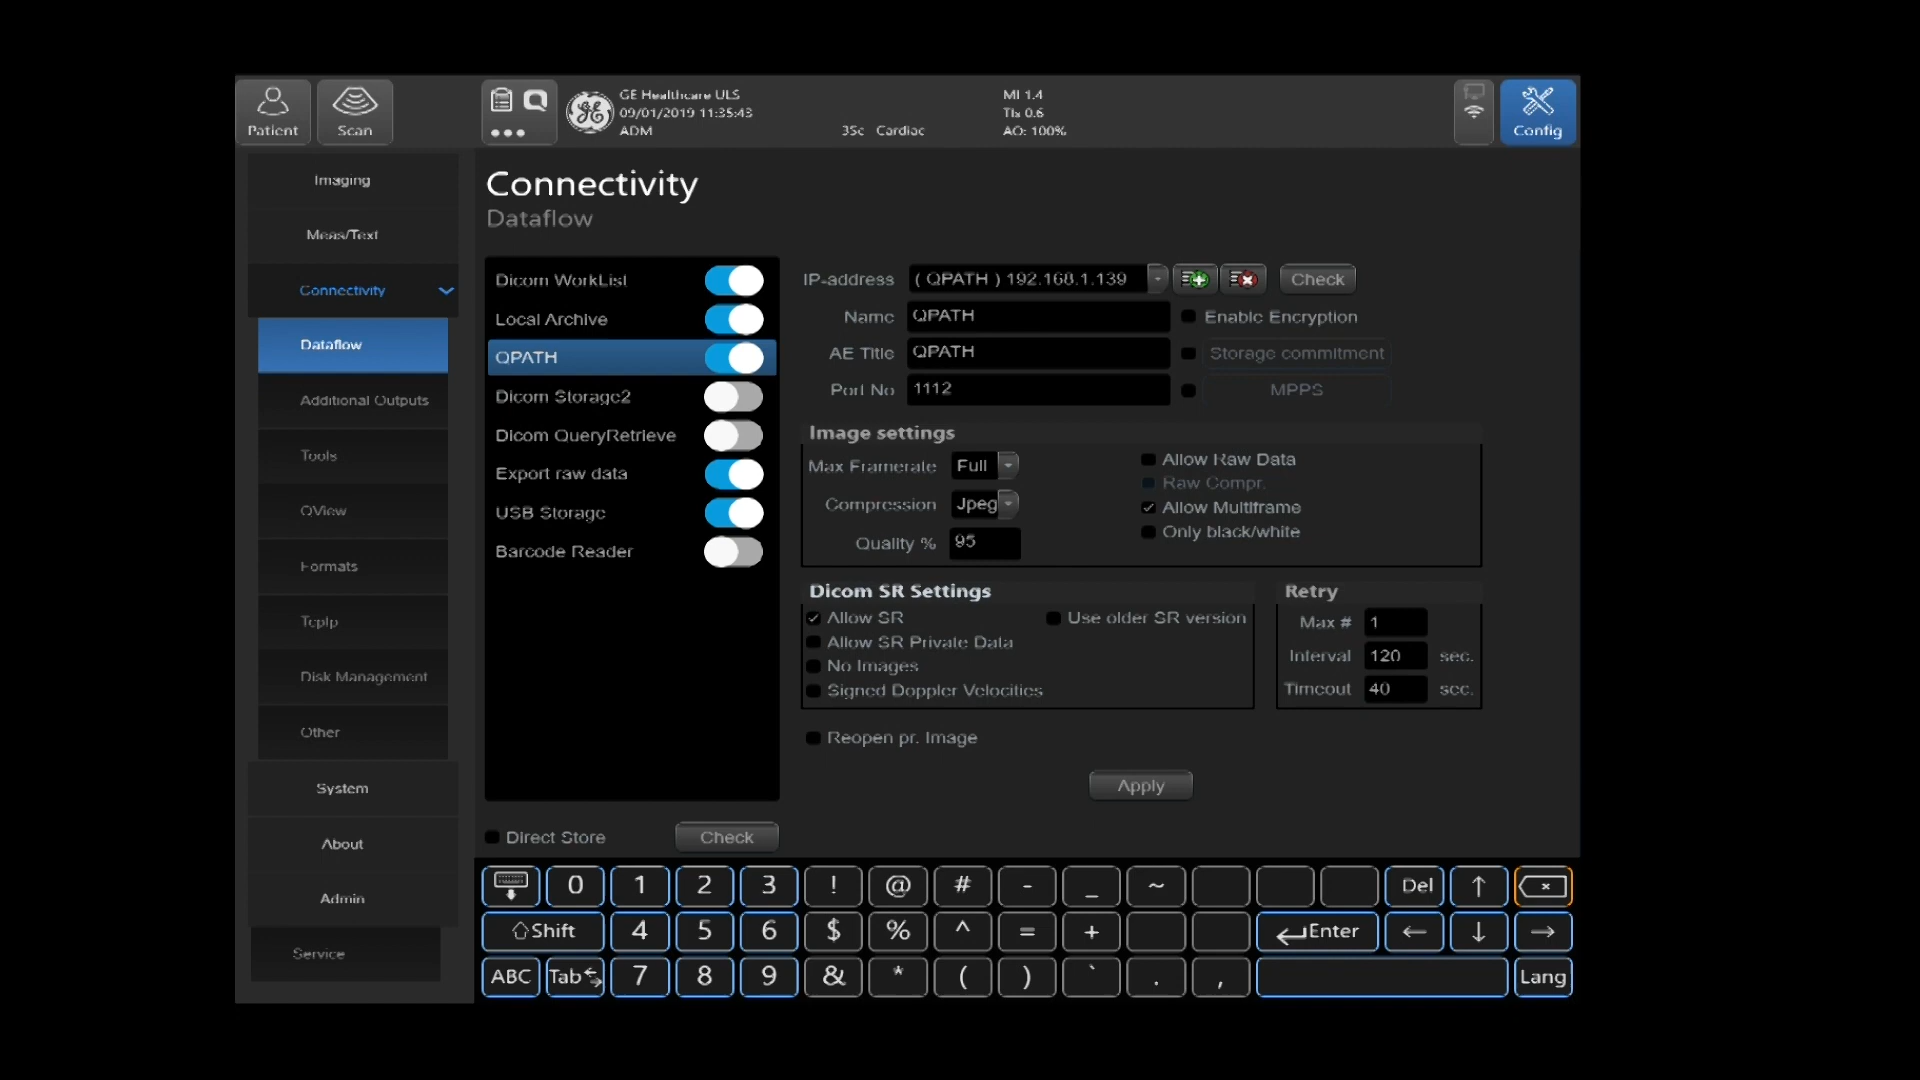 Patient
Scan
GE Healthcare ULS
09/01/2019 11:35:43
ADM
3Sc Cardiac
MI 1.4
TIs 0.6
AO: 100%
Config
Imaging
Meas/Text
Connectivity
Dataflow
Additional Outputs
Tools
QView
Formats
TcpIp
Disk Management
Other
System
About
Admin
Service
Connectivity
Dataflow
Dicom WorkList
Local Archive
QPATH
Dicom Storage2
Dicom QueryRetrieve
Export raw data
USB Storage
Barcode Reader
Direct Store Check
IP-address ( QPATH ) 192.168.1.139 Check
Name QPATH Enable Encryption
AE Title QPATH Storage commitment
Port No 1112 MPPS
Image settings
Max Framerate Full
Compression Jpeg
Quality % 95
Allow Raw Data
Raw Compr.
Allow Multiframe
Only black/white
Dicom SR Settings
Allow SR Use older SR version
Allow SR Private Data
No Images
Signed Doppler Velocities
Retry
Max # 1
Interval 120 sec.
Timeout 40 sec.
Reopen pr. Image
Apply
0 1 2 3 ! @ # - _ ~ Del ↑ ×
⇧Shift 4 5 6 $ % ^ = + Enter ← ↓ →
ABC Tab 7 8 9 & * ( ) ` . , Lang